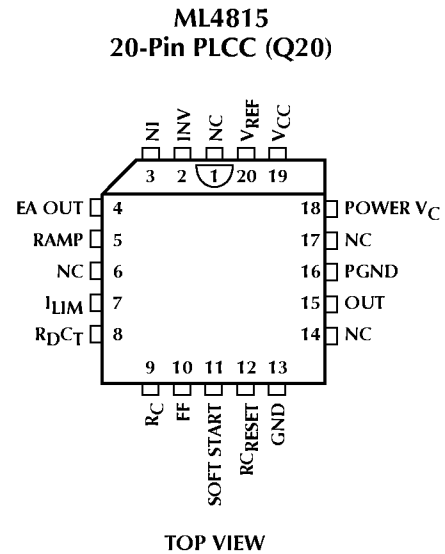 ML4815
20-Pin PLCC (Q20)
NI INV NC VREF VCC
3 2 1 20 19
EA OUT 4 18 POWER VC
RAMP 5 17 NC
NC 6 16 PGND
ILIM 7 15 OUT
RDCT 8 14 NC
9 10 11 12 13
RC FF SOFT START RCRESET GND
TOP VIEW